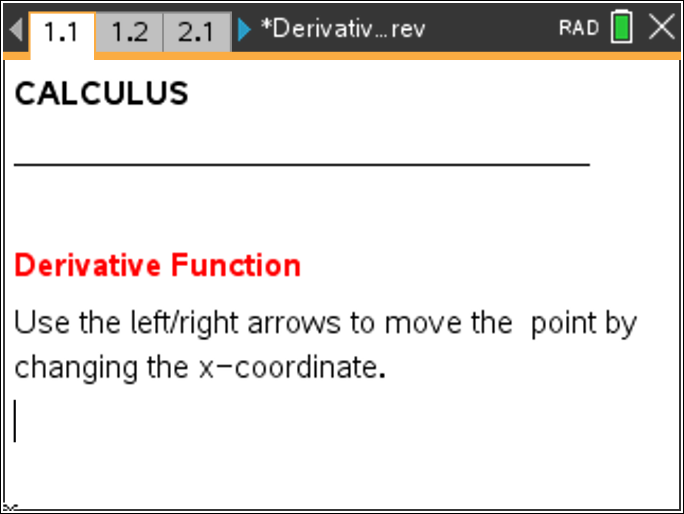 1.1 1.2 2.1 *Derivativ...rev RAD
CALCULUS
Derivative Function
Use the left/right arrows to move the  point by
changing the x-coordinate.